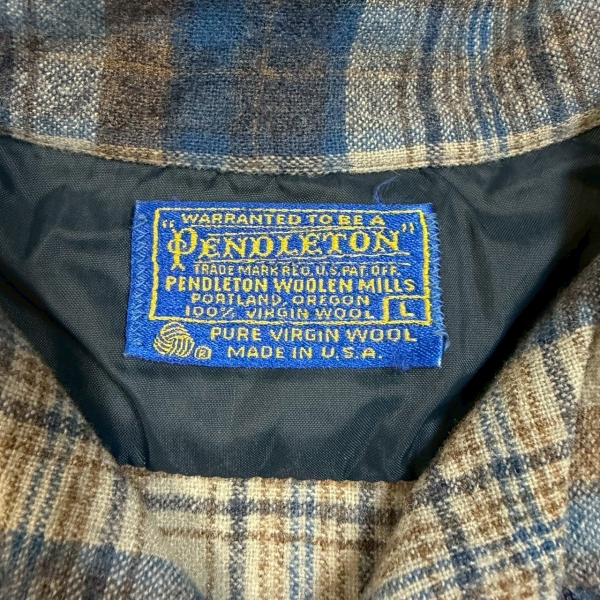 WARRANTED TO BE A
"PENDLETON"
TRADE MARK REG. U.S. PAT. OFF.
PENDLETON WOOLEN MILLS
PORTLAND, OREGON
100% VIRGIN WOOL L
PURE VIRGIN WOOL
® MADE IN U.S.A.